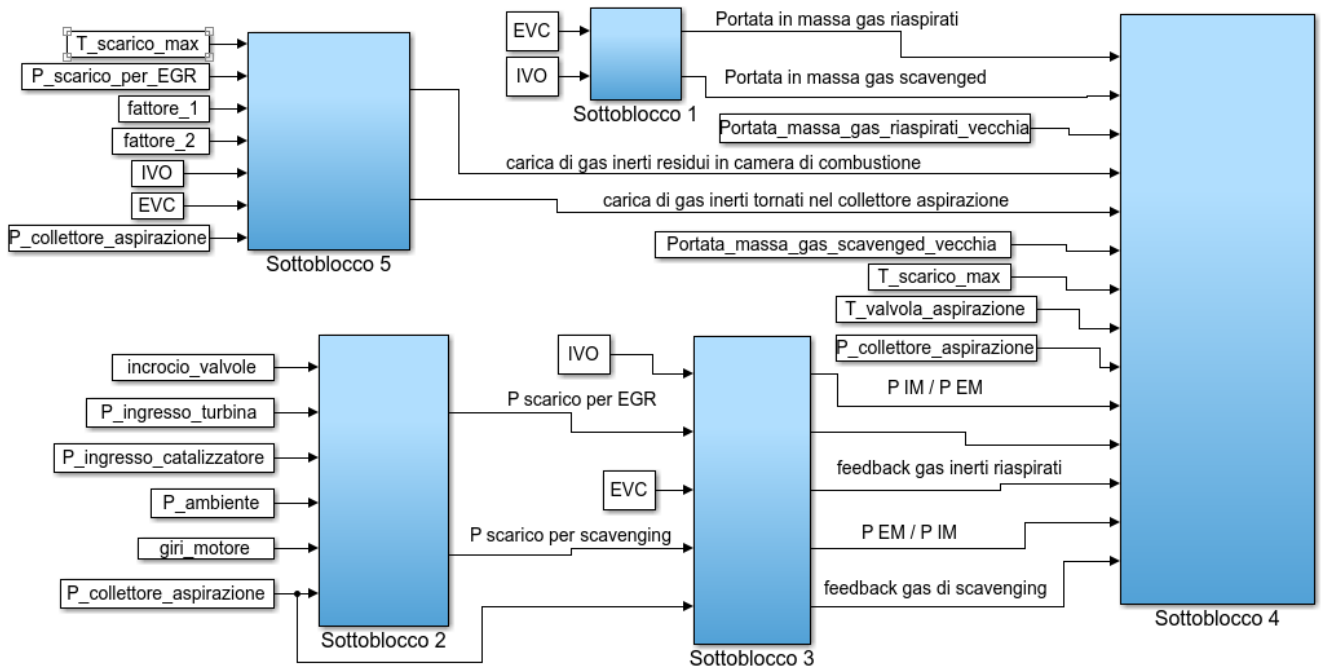 T_scarico_max
P_scarico_per_EGR
fattore_1
fattore_2
IVO
EVC
P_collettore_aspirazione
Sottoblocco 5
EVC
IVO
Sottoblocco 1
Portata in massa gas riaspirati
Portata in massa gas scavenged
Portata_massa_gas_riaspirati_vecchia
carica di gas inerti residui in camera di combustione
carica di gas inerti tornati nel collettore aspirazione
Portata_massa_gas_scavenged_vecchia
T_scarico_max
T_valvola_aspirazione
P_collettore_aspirazione
incrocio_valvole
P_ingresso_turbina
P_ingresso_catalizzatore
P_ambiente
giri_motore
P_collettore_aspirazione
Sottoblocco 2
IVO
P scarico per EGR
EVC
P scarico per scavenging
Sottoblocco 3
P IM / P EM
feedback gas inerti riaspirati
P EM / P IM
feedback gas di scavenging
Sottoblocco 4